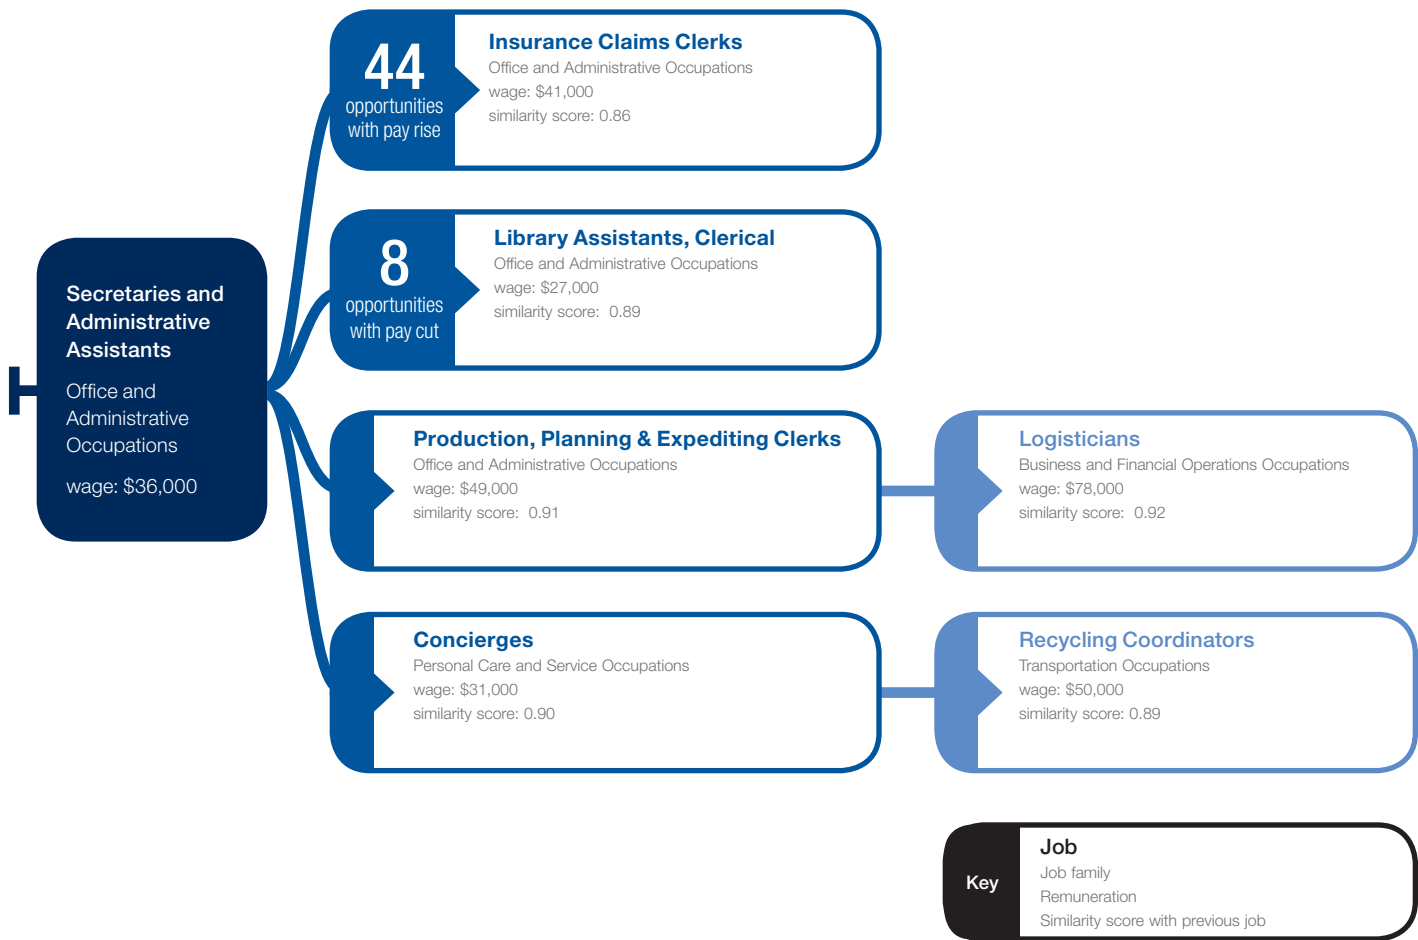 Secretaries and
Administrative
Assistants
Office and
Administrative
Occupations
wage: $36,000
44
opportunities
with pay rise
Insurance Claims Clerks
Office and Administrative Occupations
wage: $41,000
similarity score: 0.86
8
opportunities
with pay cut
Library Assistants, Clerical
Office and Administrative Occupations
wage: $27,000
similarity score:  0.89
Production, Planning & Expediting Clerks
Office and Administrative Occupations
wage: $49,000
similarity score:  0.91
Logisticians
Business and Financial Operations Occupations
wage: $78,000
similarity score:  0.92
Concierges
Personal Care and Service Occupations
wage: $31,000
similarity score: 0.90
Recycling Coordinators
Transportation Occupations
wage: $50,000
similarity score: 0.89
Key
Job
Job family
Remuneration
Similarity score with previous job